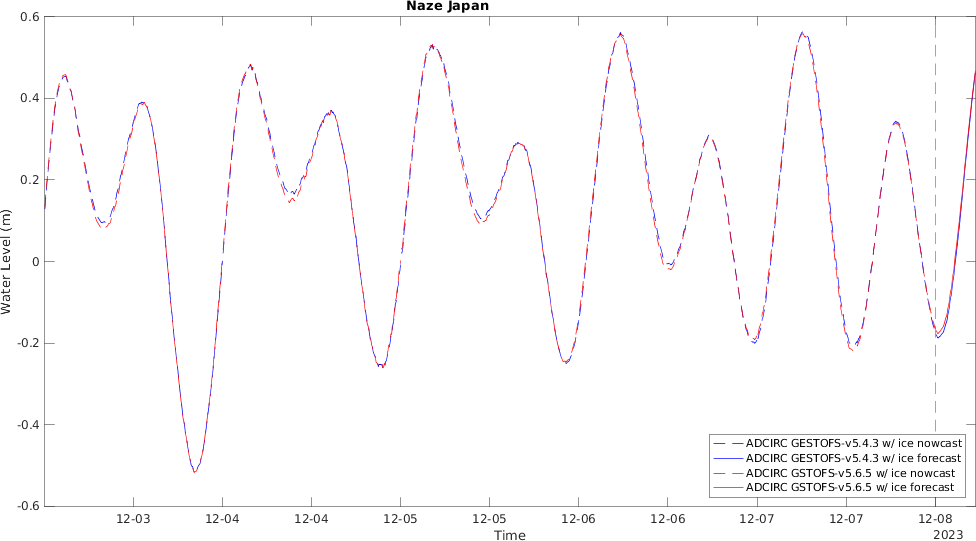 Naze Japan
0.6
0.4
0.2
0
-0.2
-0.4
-0.6
Water Level (m)
ADCIRC GESTOFS-v5.4.3 w/ ice nowcast
ADCIRC GESTOFS-v5.4.3 w/ ice forecast
ADCIRC GSTOFS-v5.6.5 w/ ice nowcast
ADCIRC GSTOFS-v5.6.5 w/ ice forecast
12-03 12-04 12-04 12-05 12-05 12-06 12-06 12-07 12-07 12-08
Time 2023